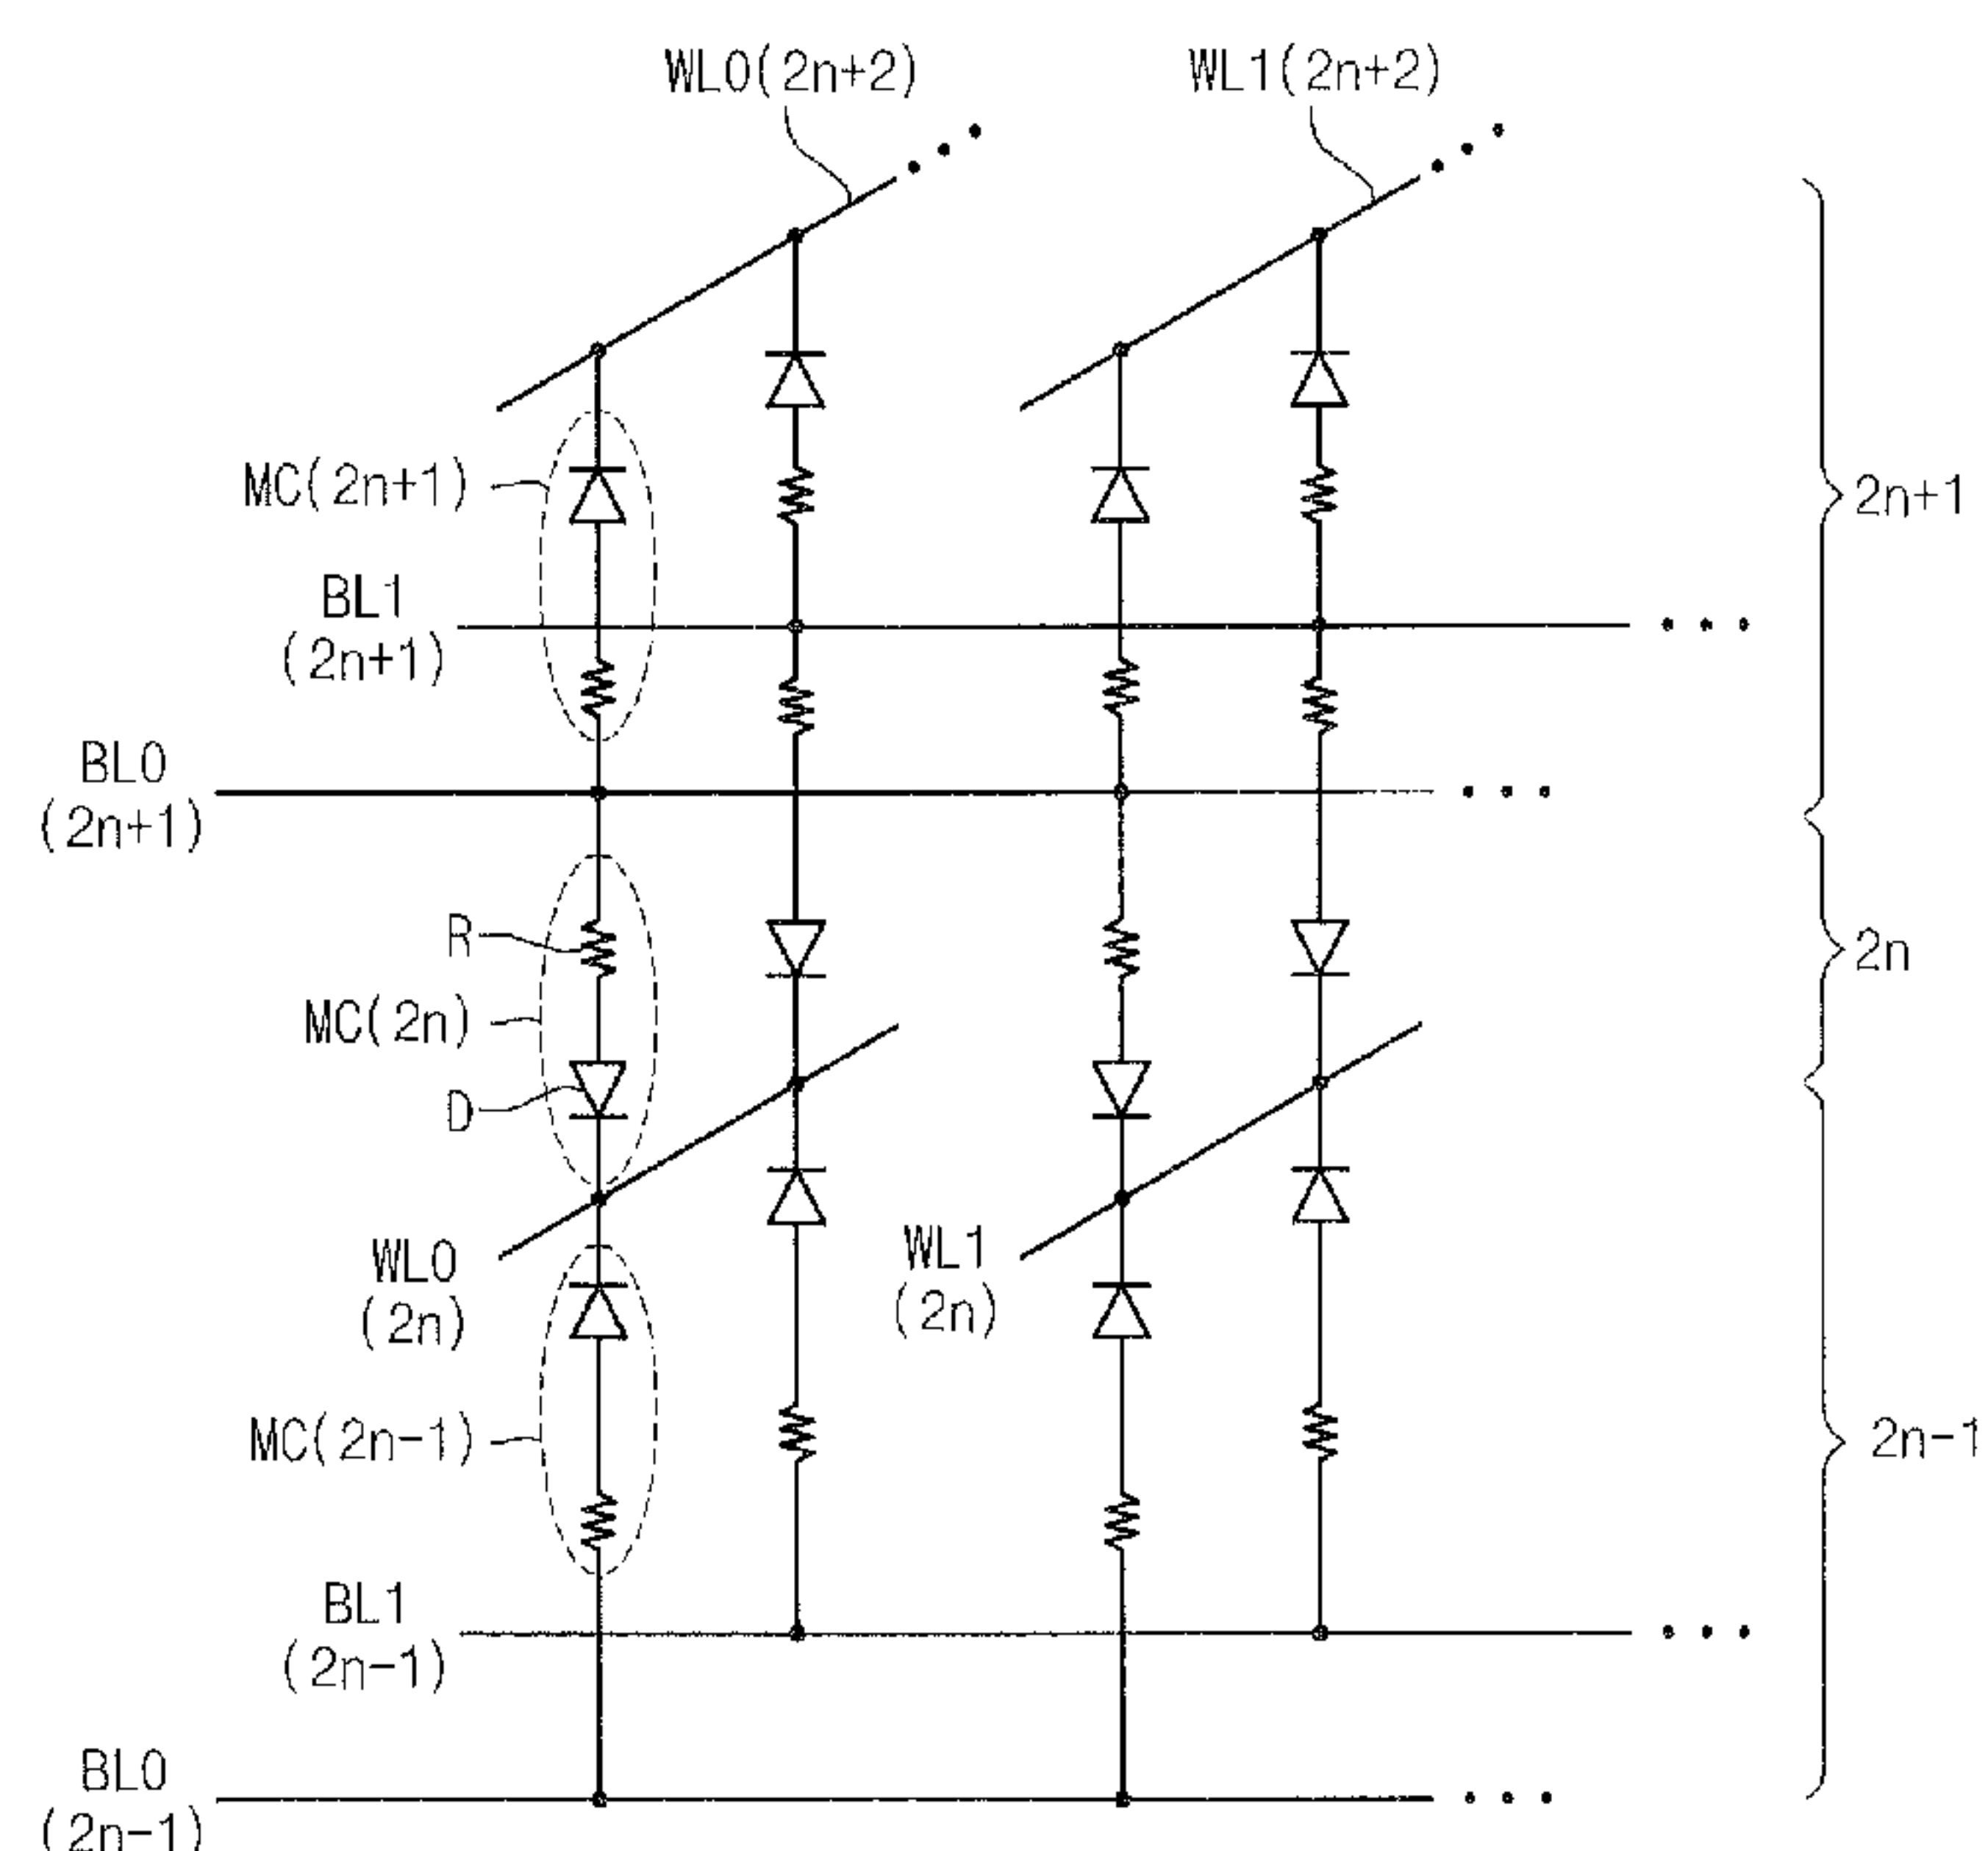 WL0(2n+2)
WL1(2n+2)
MC(2n+1)
2n+1
BL1
(2n+1)
BL0
(2n+1)
R
2n
MC(2n)
D
WL0
(2n)
WL1
(2n)
MC(2n-1)
2n-1
BL1
(2n-1)
BL0
(2n-1)